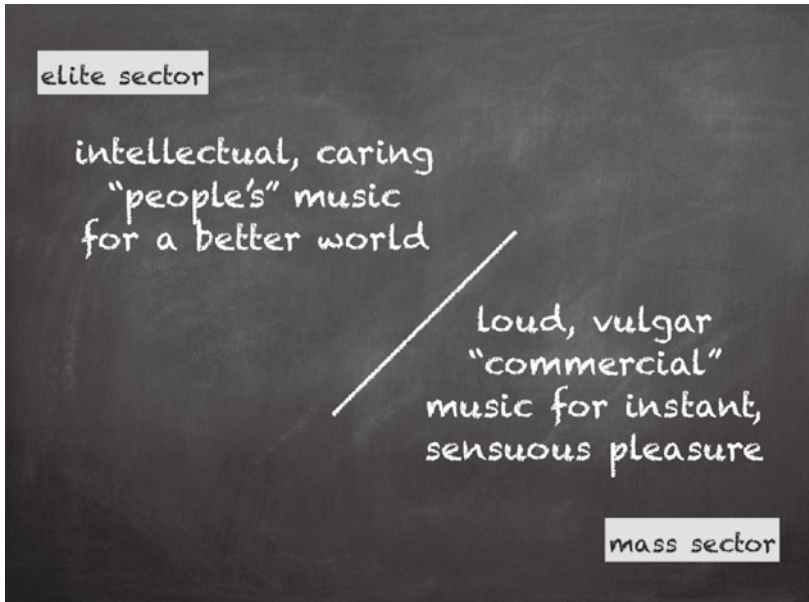 elite sector
intellectual, caring
“people’s” music
for a better world
loud, vulgar
“commercial”
music for instant,
sensuous pleasure
mass sector